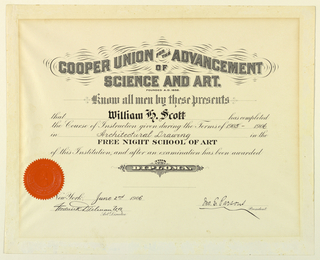 COOPER UNION FOR THE ADVANCEMENT
OF
SCIENCE AND ART.
Know all men by these presents
that William H. Scott has completed
the Course of Instruction given during the Terms of 1905 - 1906
in Architectural Drawing in the
FREE NIGHT SCHOOL OF ART
of this Institution, and after an examination has been awarded
DIPLOMA
New York, June 2nd 1906